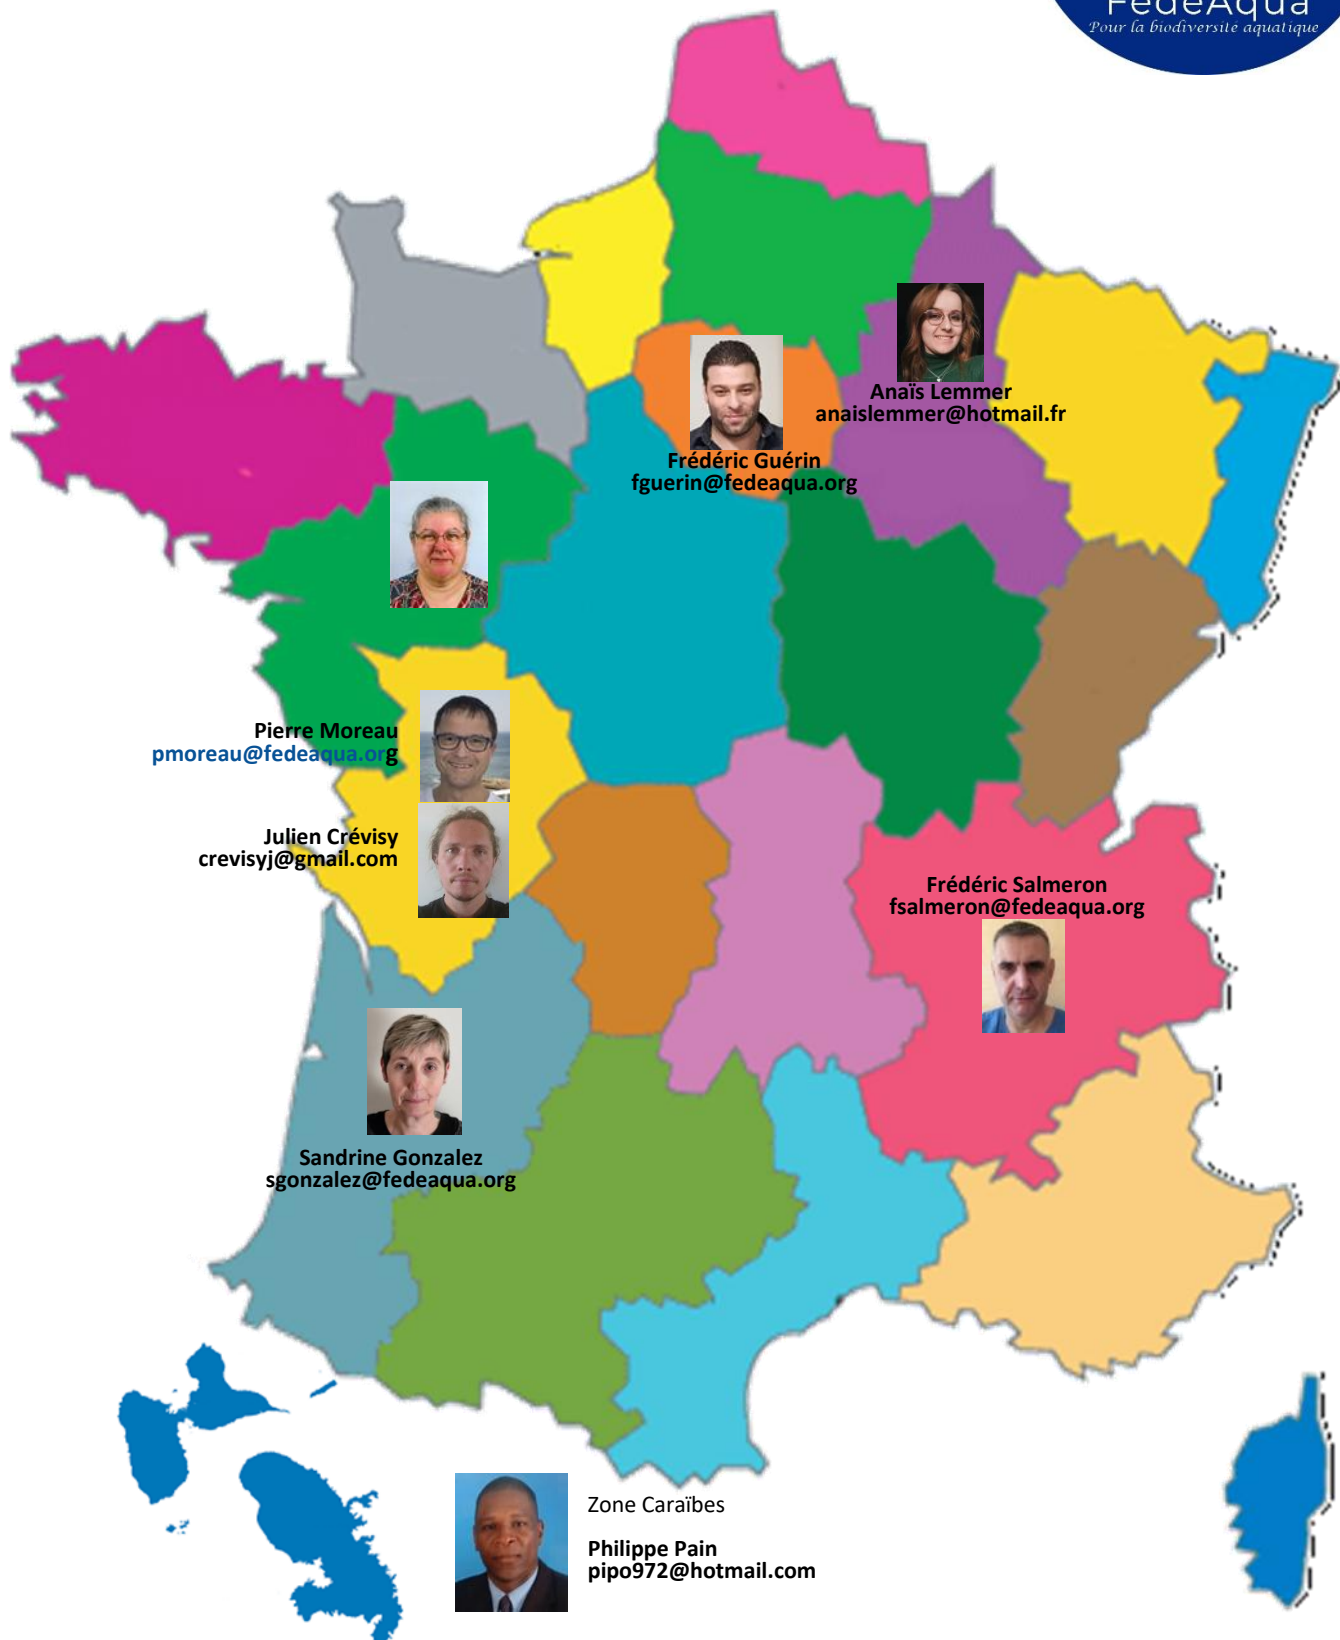 FedeAqua
Pour la biodiversité aquatique
Anaïs Lemmer
anaislemmer@hotmail.fr
Frédéric Guérin
fguerin@fedeaqua.org
Pierre Moreau
pmoreau@fedeaqua.org
Julien Crévisy
crevisyj@gmail.com
Frédéric Salmeron
fsalmeron@fedeaqua.org
Sandrine Gonzalez
sgonzalez@fedeaqua.org
Zone Caraïbes
Philippe Pain
pipo972@hotmail.com